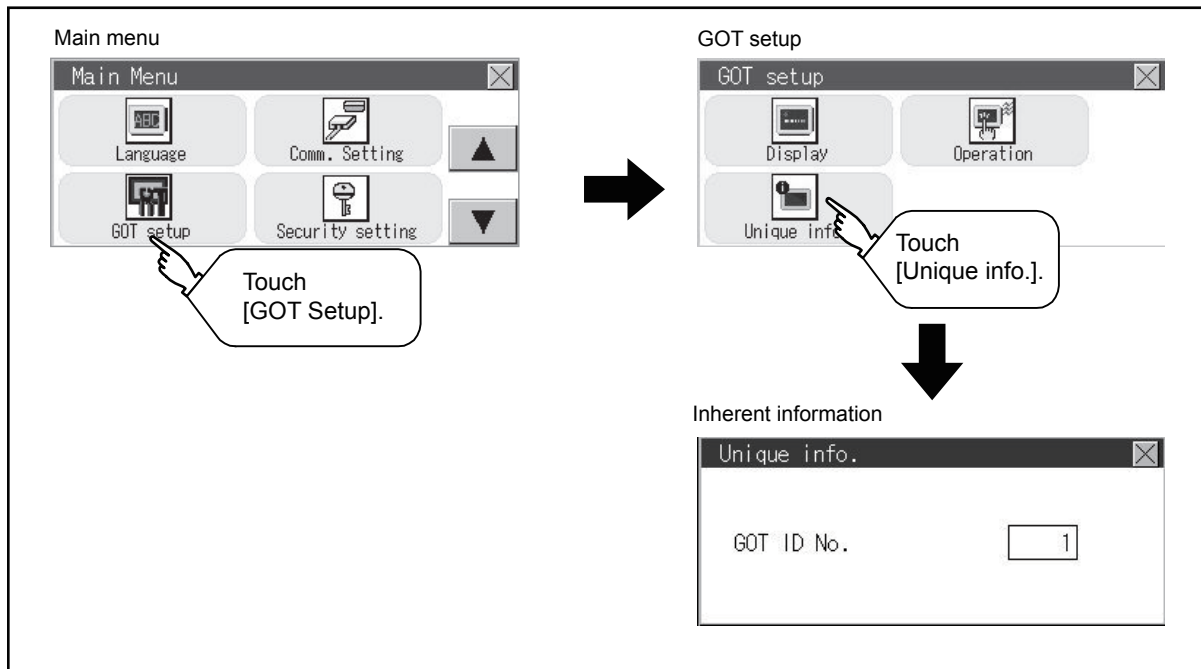 Main menu
Main Menu
ABC
Language
Comm. Setting
GOT setup
Security setting
Touch
[GOT Setup].
GOT setup
GOT setup
Display
Operation
Unique info
Touch
[Unique info.].
Inherent information
Unique info.
GOT ID No.
1